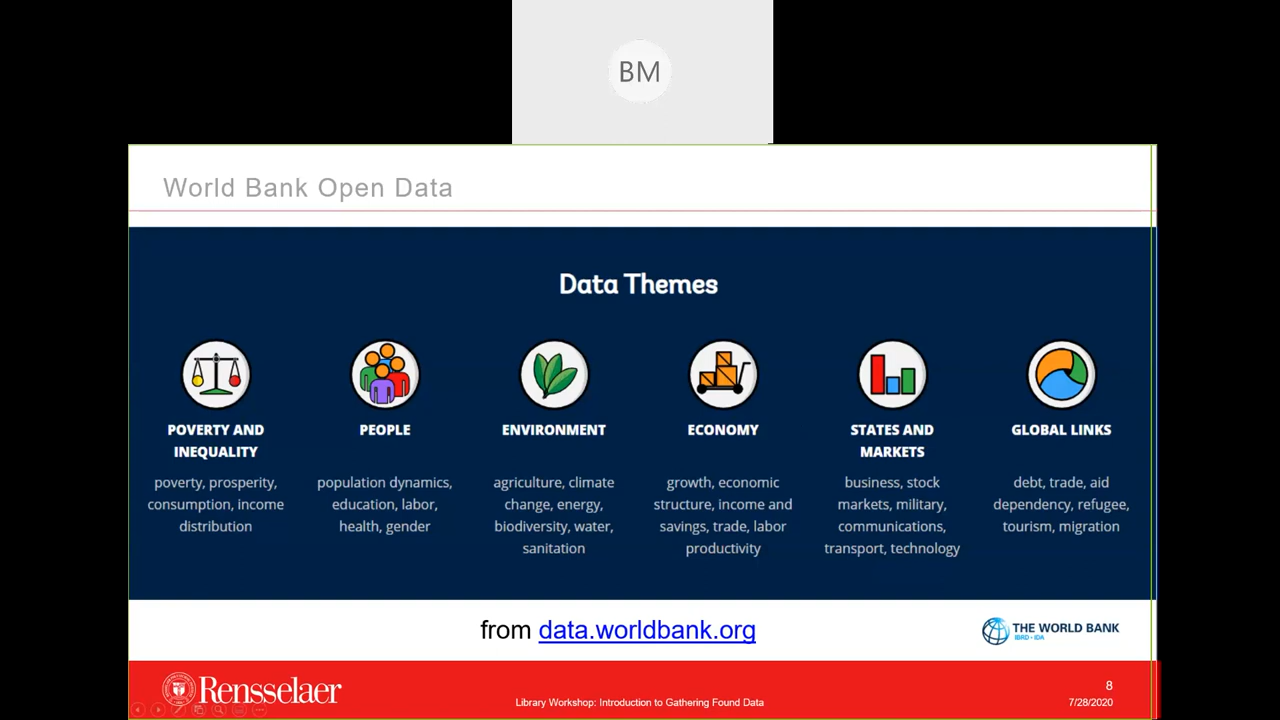 BM
World Bank Open Data
Data Themes
POVERTY AND
INEQUALITY
poverty, prosperity,
consumption, income
distribution
PEOPLE
population dynamics,
education, labor,
health, gender
ENVIRONMENT
agriculture, climate
change, energy,
biodiversity, water,
sanitation
ECONOMY
growth, economic
structure, income and
savings, trade, labor
productivity
STATES AND
MARKETS
business, stock
markets, military,
communications,
transport, technology
GLOBAL LINKS
debt, trade, aid
dependency, refugee,
tourism, migration
from data.worldbank.org
THE WORLD BANK
IBRD • IDA
Rensselaer
Library Workshop: Introduction to Gathering Found Data
8
7/28/2020